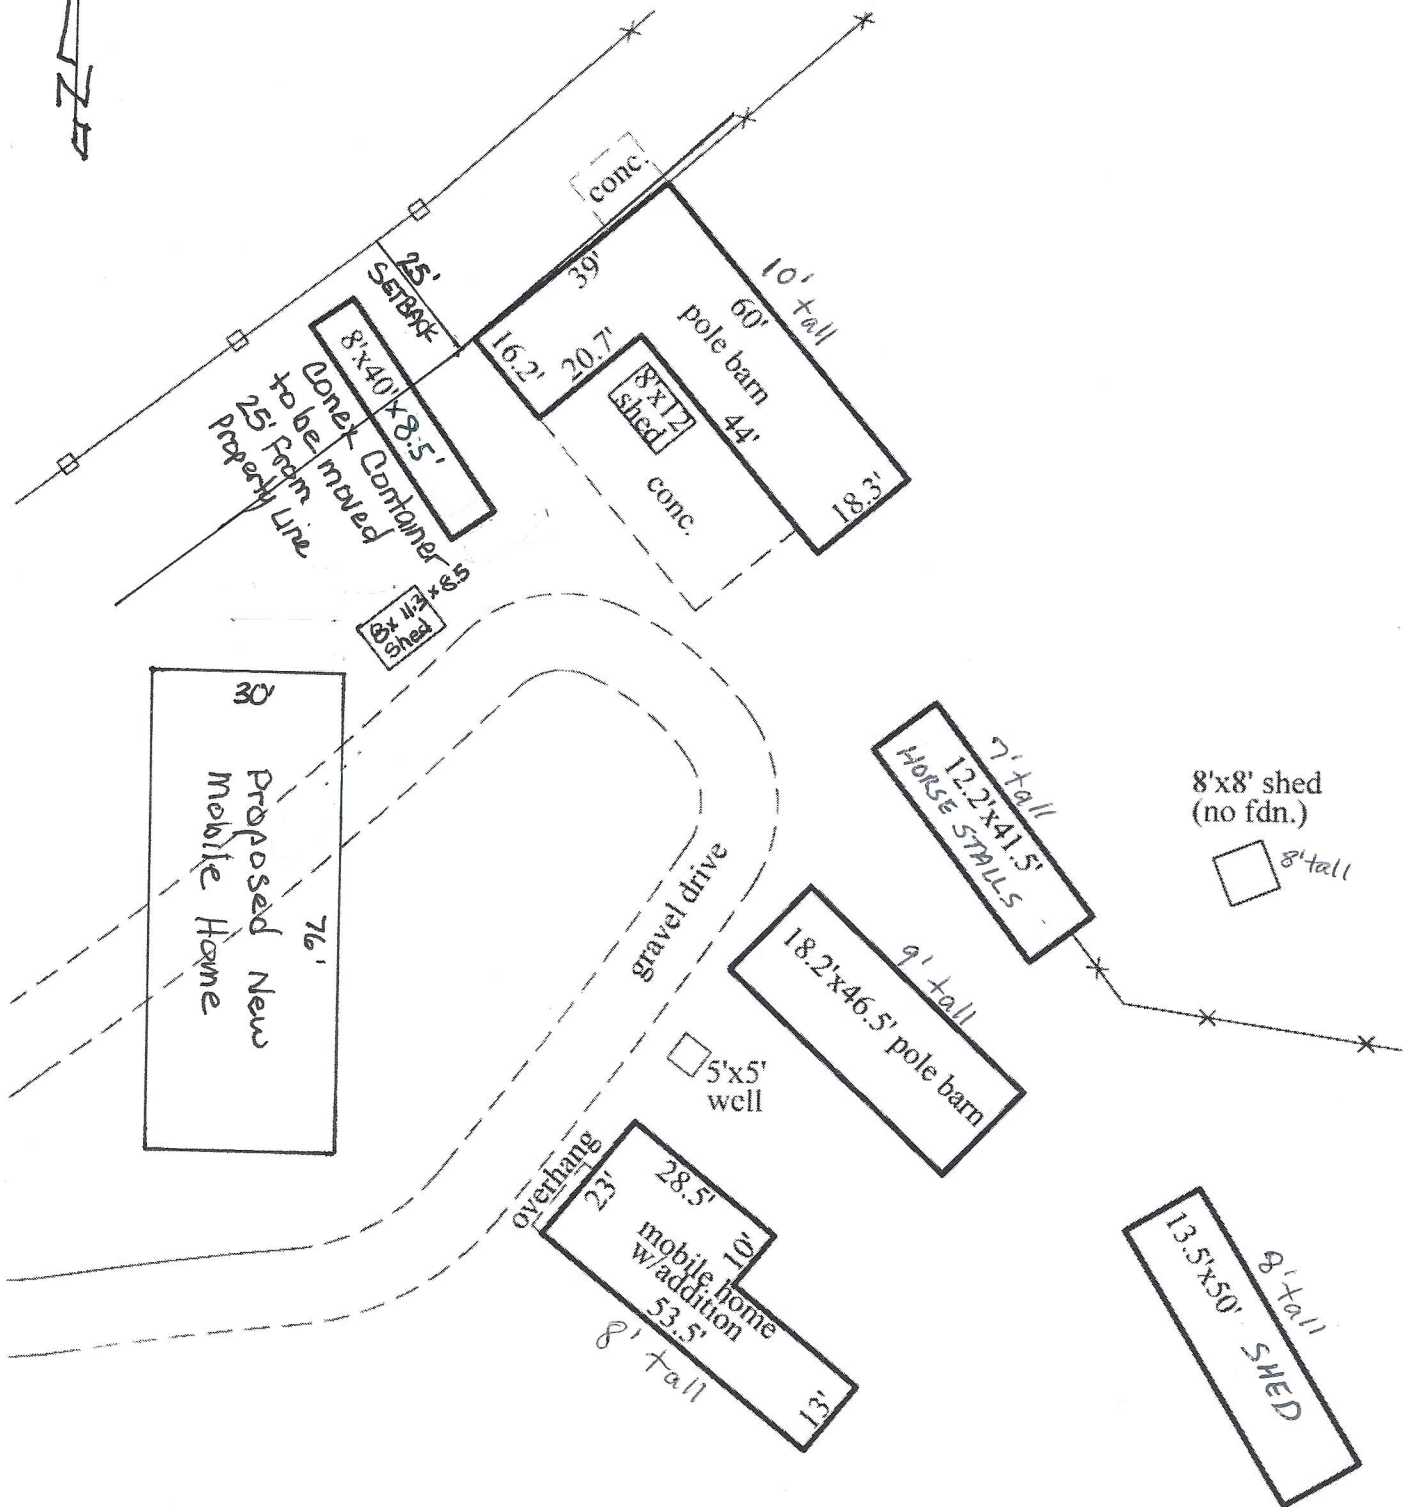 N
conc.
25'
SETBACK
39'
10' tall
60'
pole barn
16.2'
20.7'
8'x12
shed
44'
18.3'
conc.
8'x40'x8.5'
Conex Container
to be moved
25' From
Property Line
8x11.3x8.5
Shed
30'
Proposed New
Mobile Home
76'
gravel drive
7' tall
12.2'x41.5'
HORSE STALLS
8'x8' shed
(no fdn.)
8' tall
9' tall
18.2'x46.5' pole barn
5'x5'
well
overhang
23'
28.5'
10'
mobile home
w/addition
53.5'
8' tall
13'
13.5'x50' SHED
8' tall